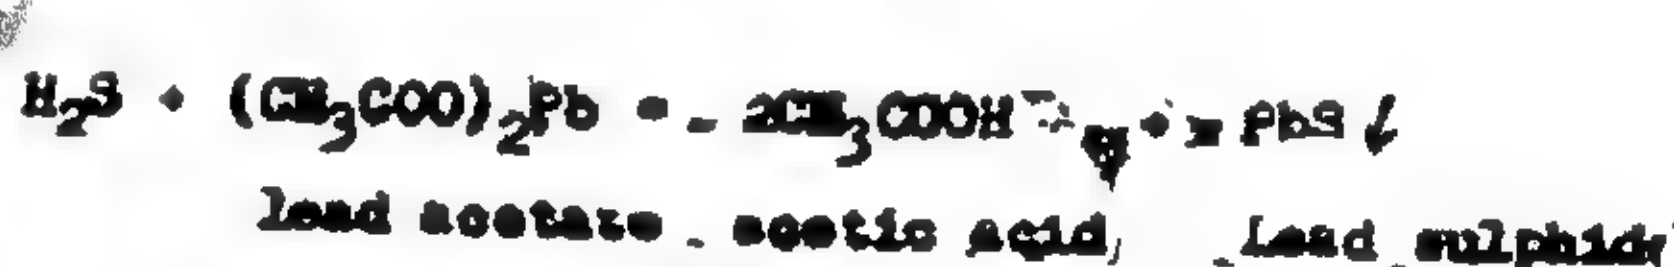 H₂S + (CH₃COO)₂Pb = 2CH₃COOH + PbS ↓
lead acetate acetic acid, Lead sulphide